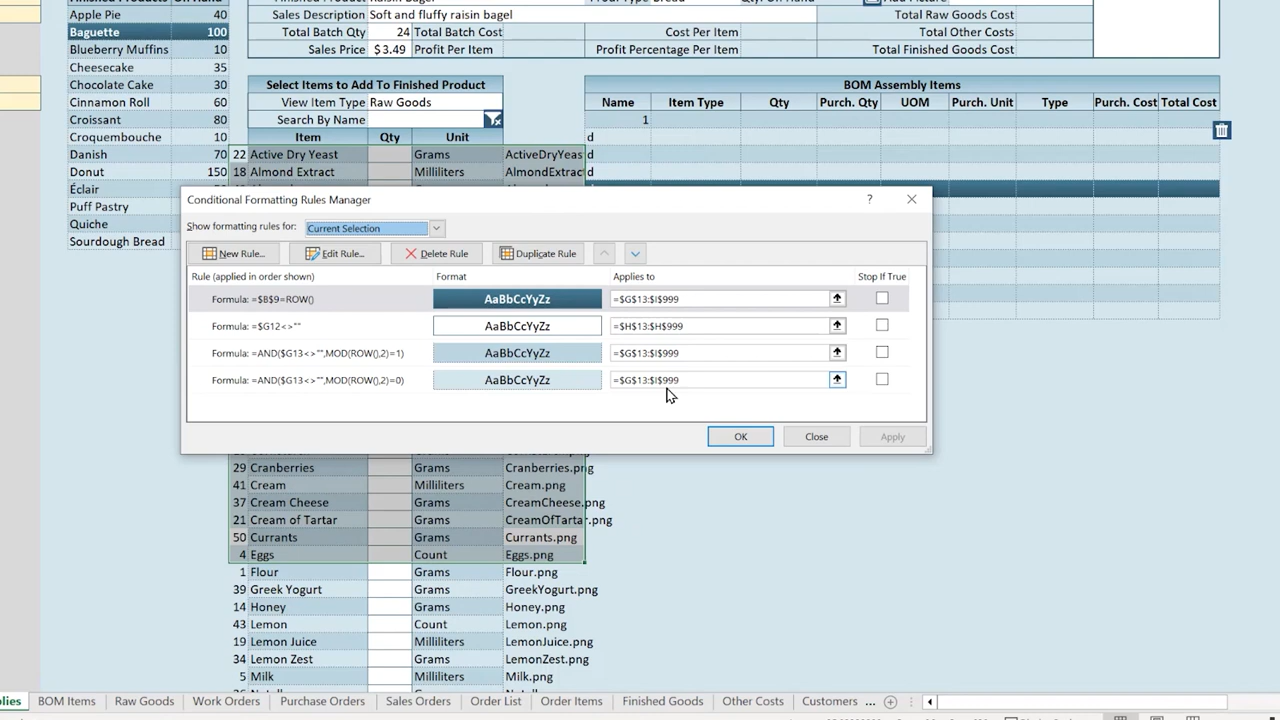 Apple Pie 40
Baguette 100
Blueberry Muffins 10
Cheesecake 35
Chocolate Cake 30
Cinnamon Roll 60
Croissant 80
Croquembouche 10
Danish 70
Donut 150
Éclair
Puff Pastry
Quiche
Sourdough Bread
Sales Description Soft and fluffy raisin bagel
Total Batch Qty 24 Total Batch Cost Cost Per Item
Sales Price $ 3.49 Profit Per Item Profit Percentage Per Item
Total Raw Goods Cost
Total Other Costs
Total Finished Goods Cost
Select Items to Add To Finished Product
View Item Type Raw Goods
Search By Name
Item Qty Unit
22 Active Dry Yeast Grams ActiveDryYeas
18 Almond Extract Milliliters AlmondExtrac
BOM Assembly Items
Name Item Type Qty Purch. Qty UOM Purch. Unit Type Purch. Cost Total Cost
1
d
d
d
Conditional Formatting Rules Manager ?
Show formatting rules for: Current Selection
New Rule... Edit Rule... Delete Rule Duplicate Rule
Rule (applied in order shown) Format Applies to Stop If True
Formula: =$B$9=ROW() AaBbCcYyZz =$G$13:$I$999
Formula: =$G12<>"" AaBbCcYyZz =$H$13:$H$999
Formula: =AND($G13<>"",MOD(ROW(),2)=1) AaBbCcYyZz =$G$13:$I$999
Formula: =AND($G13<>"",MOD(ROW(),2)=0) AaBbCcYyZz =$G$13:$I$999
OK Close Apply
29 Cranberries Grams Cranberries.png
41 Cream Milliliters Cream.png
37 Cream Cheese Grams CreamCheese.png
21 Cream of Tartar Grams CreamOfTartar.png
50 Currants Grams Currants.png
4 Eggs Count Eggs.png
1 Flour Grams Flour.png
39 Greek Yogurt Grams GreekYogurt.png
14 Honey Grams Honey.png
43 Lemon Count Lemon.png
19 Lemon Juice Milliliters LemonJuice.png
34 Lemon Zest Grams LemonZest.png
5 Milk Milliliters Milk.png
plies BOM Items Raw Goods Work Orders Purchase Orders Sales Orders Order List Order Items Finished Goods Other Costs Customers ...